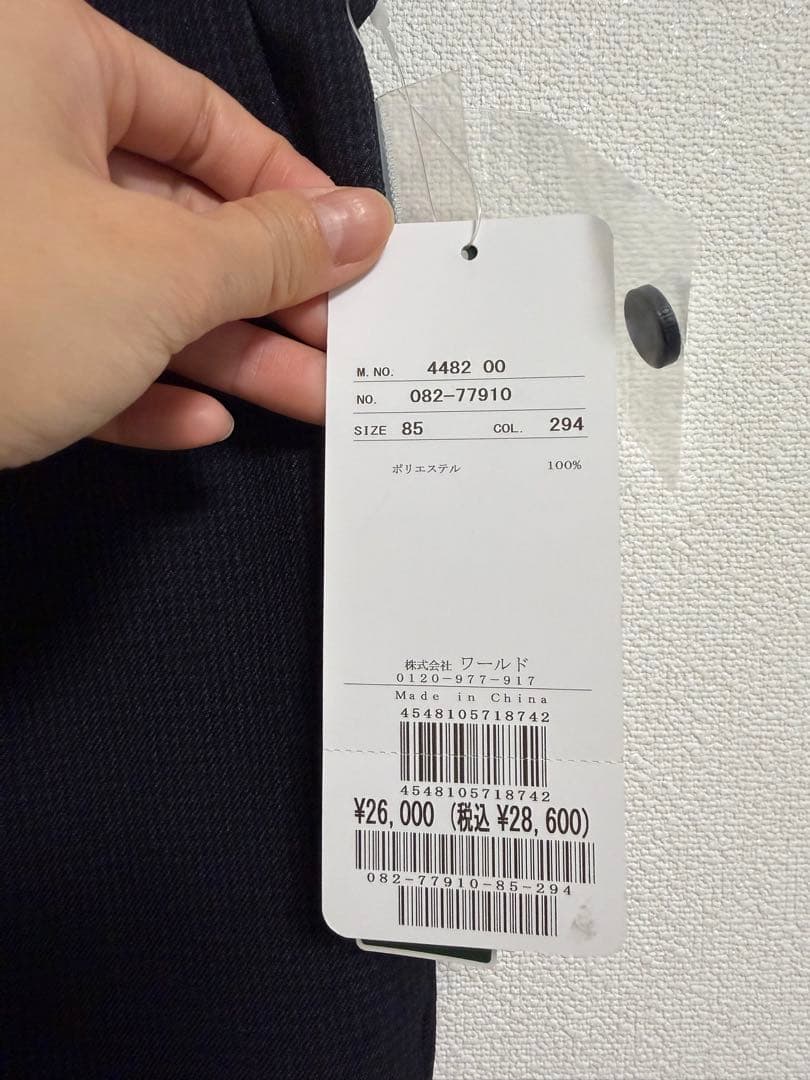 M.NO. 4482 00
NO. 082-77910
SIZE 85 COL. 294
ポリエステル 100%
株式会社 ワールド
0120-977-917
Made in China
4548105718742
4548105718742
¥26,000 (税込 ¥28,600)
082-77910-85-294